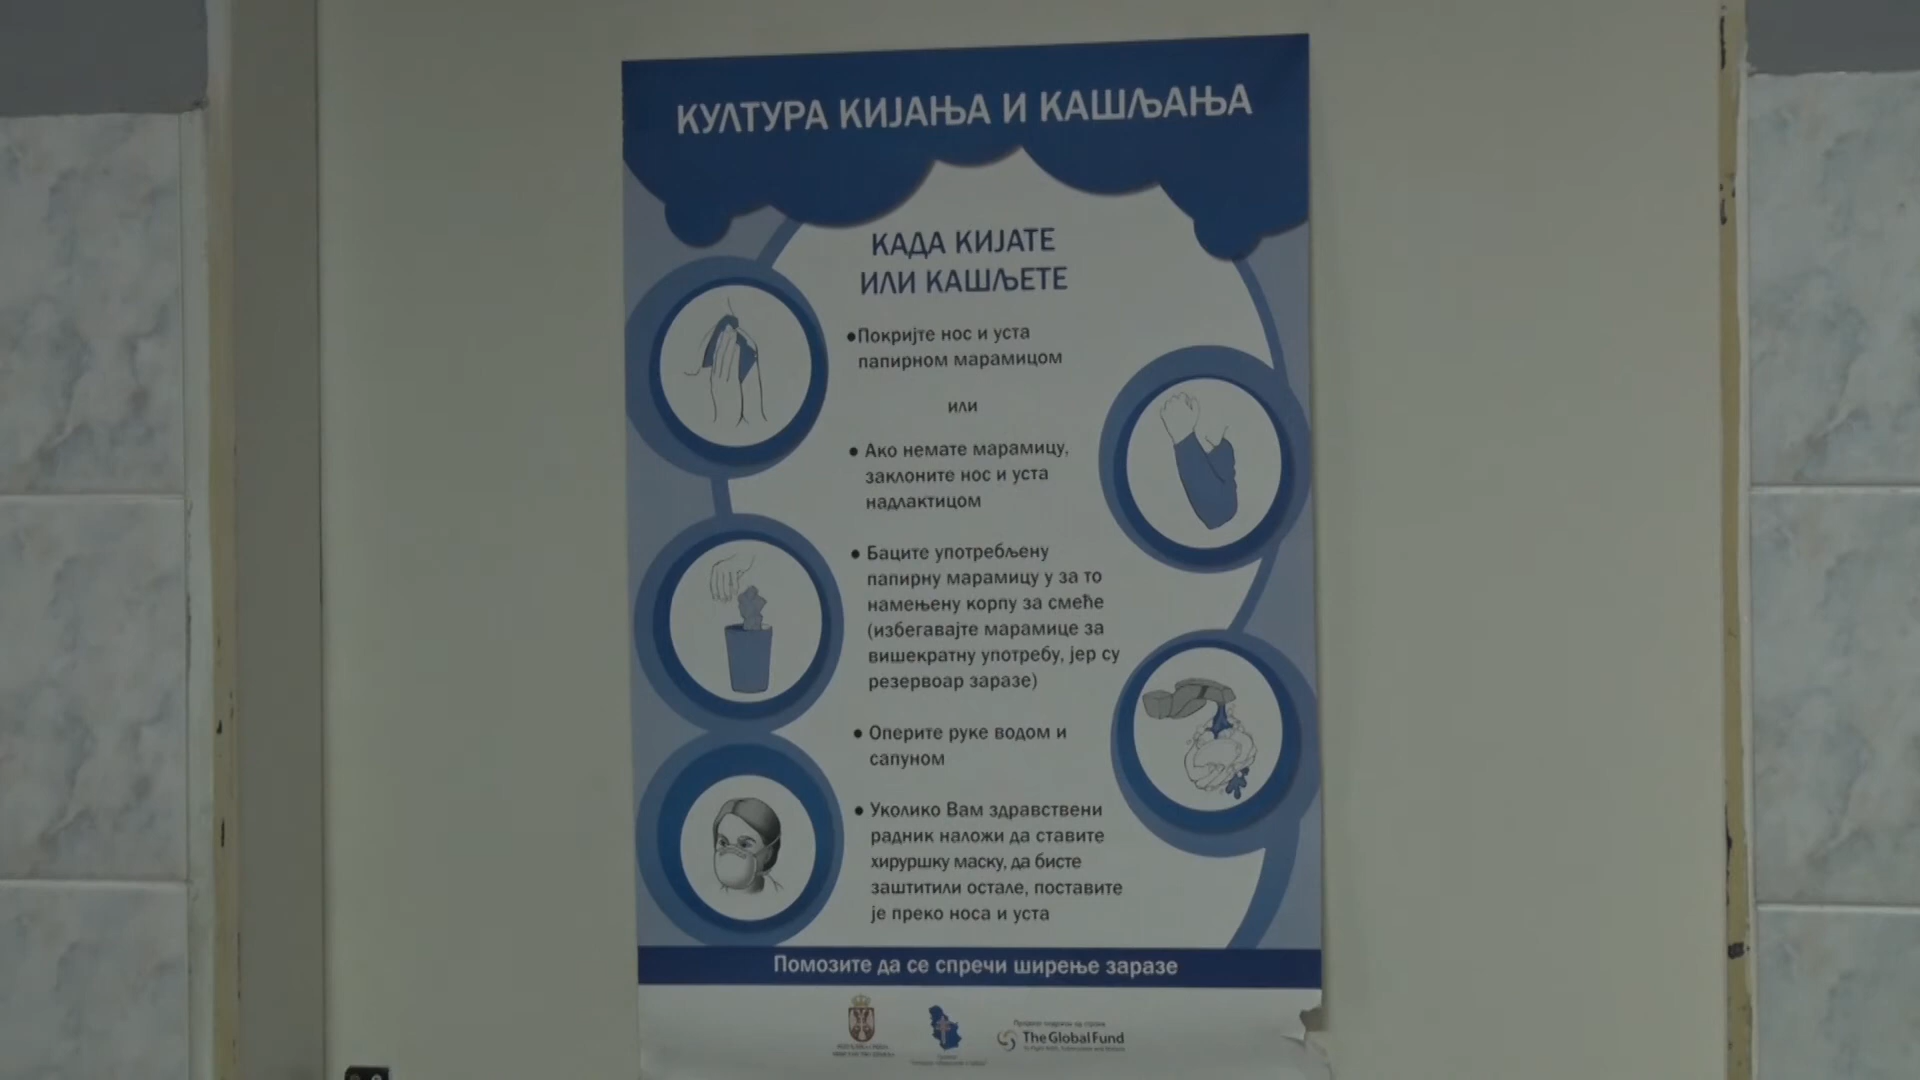 КУЛТУРА КИЈАЊА И КАШЉАЊА
КАДА КИЈАТЕ
ИЛИ КАШЉЕТЕ
•Покријте нос и уста
папирном марамицом
или
• Ако немате марамицу,
заклоните нос и уста
надлактицом
• Баците употребљену
папирну марамицу у за то
намењену корпу за смеће
(избегавајте марамице за
вишекратну употребу, јер су
резервоар заразе)
• Оперите руке водом и
сапуном
• Уколико Вам здравствени
радник наложи да ставите
хируршку маску, да бисте
заштитили остале, поставите
је преко носа и уста
Помозите да се спречи ширење заразе
The Global Fund